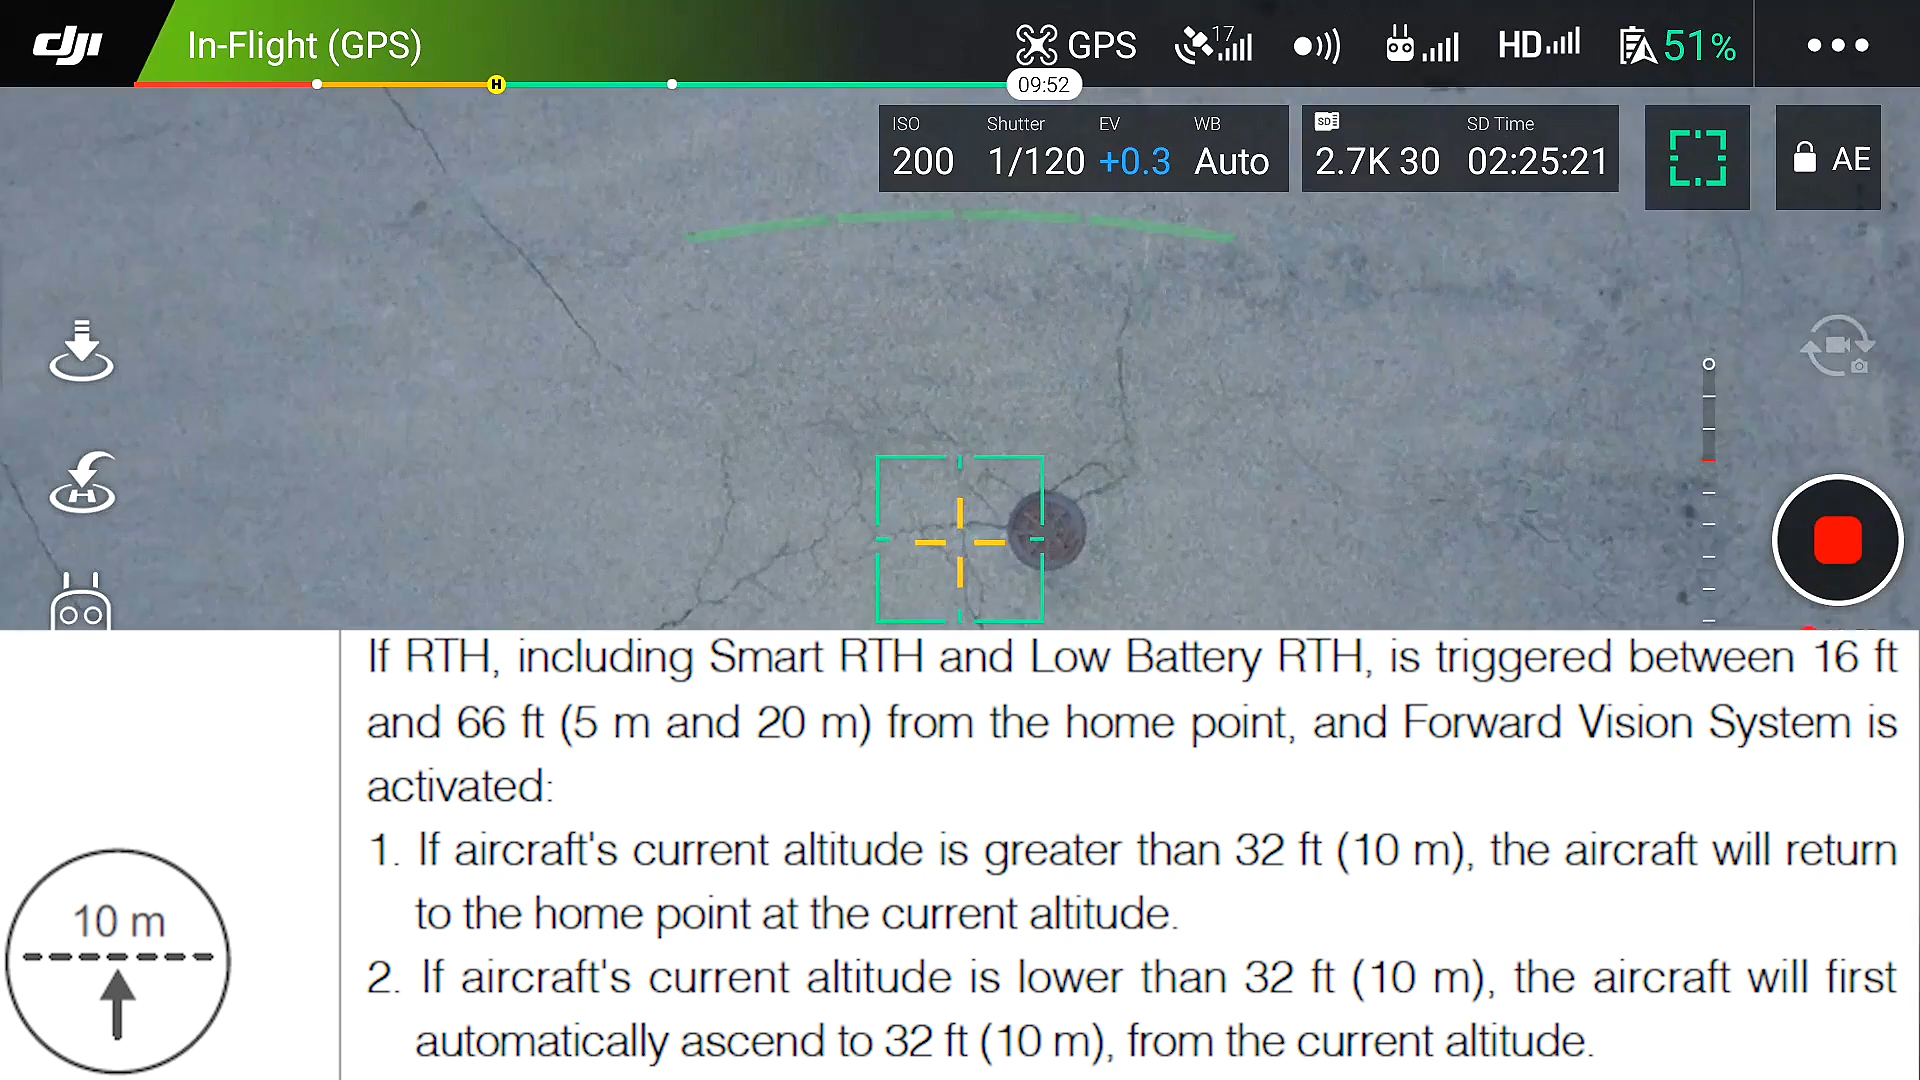 dji
In-Flight (GPS)
GPS
17
HD
51%
H
09:52
ISO Shutter EV WB
200 1/120 +0.3 Auto
SD SD Time
2.7K 30 02:25:21
AE
H
If RTH, including Smart RTH and Low Battery RTH, is triggered between 16 ft
and 66 ft (5 m and 20 m) from the home point, and Forward Vision System is
activated:
1. If aircraft's current altitude is greater than 32 ft (10 m), the aircraft will return
to the home point at the current altitude.
10 m
2. If aircraft's current altitude is lower than 32 ft (10 m), the aircraft will first
automatically ascend to 32 ft (10 m), from the current altitude.